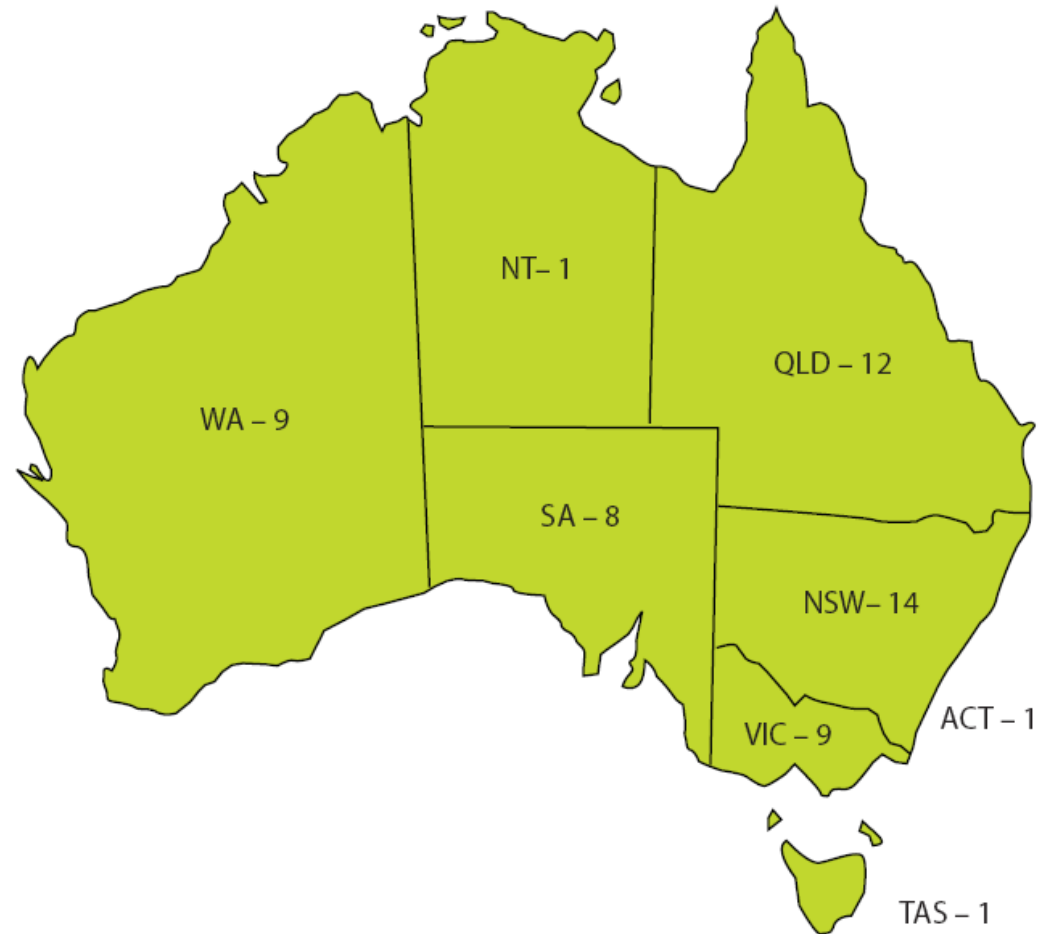 NT– 1
QLD – 12
WA – 9
SA – 8
NSW– 14
ACT – 1
VIC – 9
TAS – 1